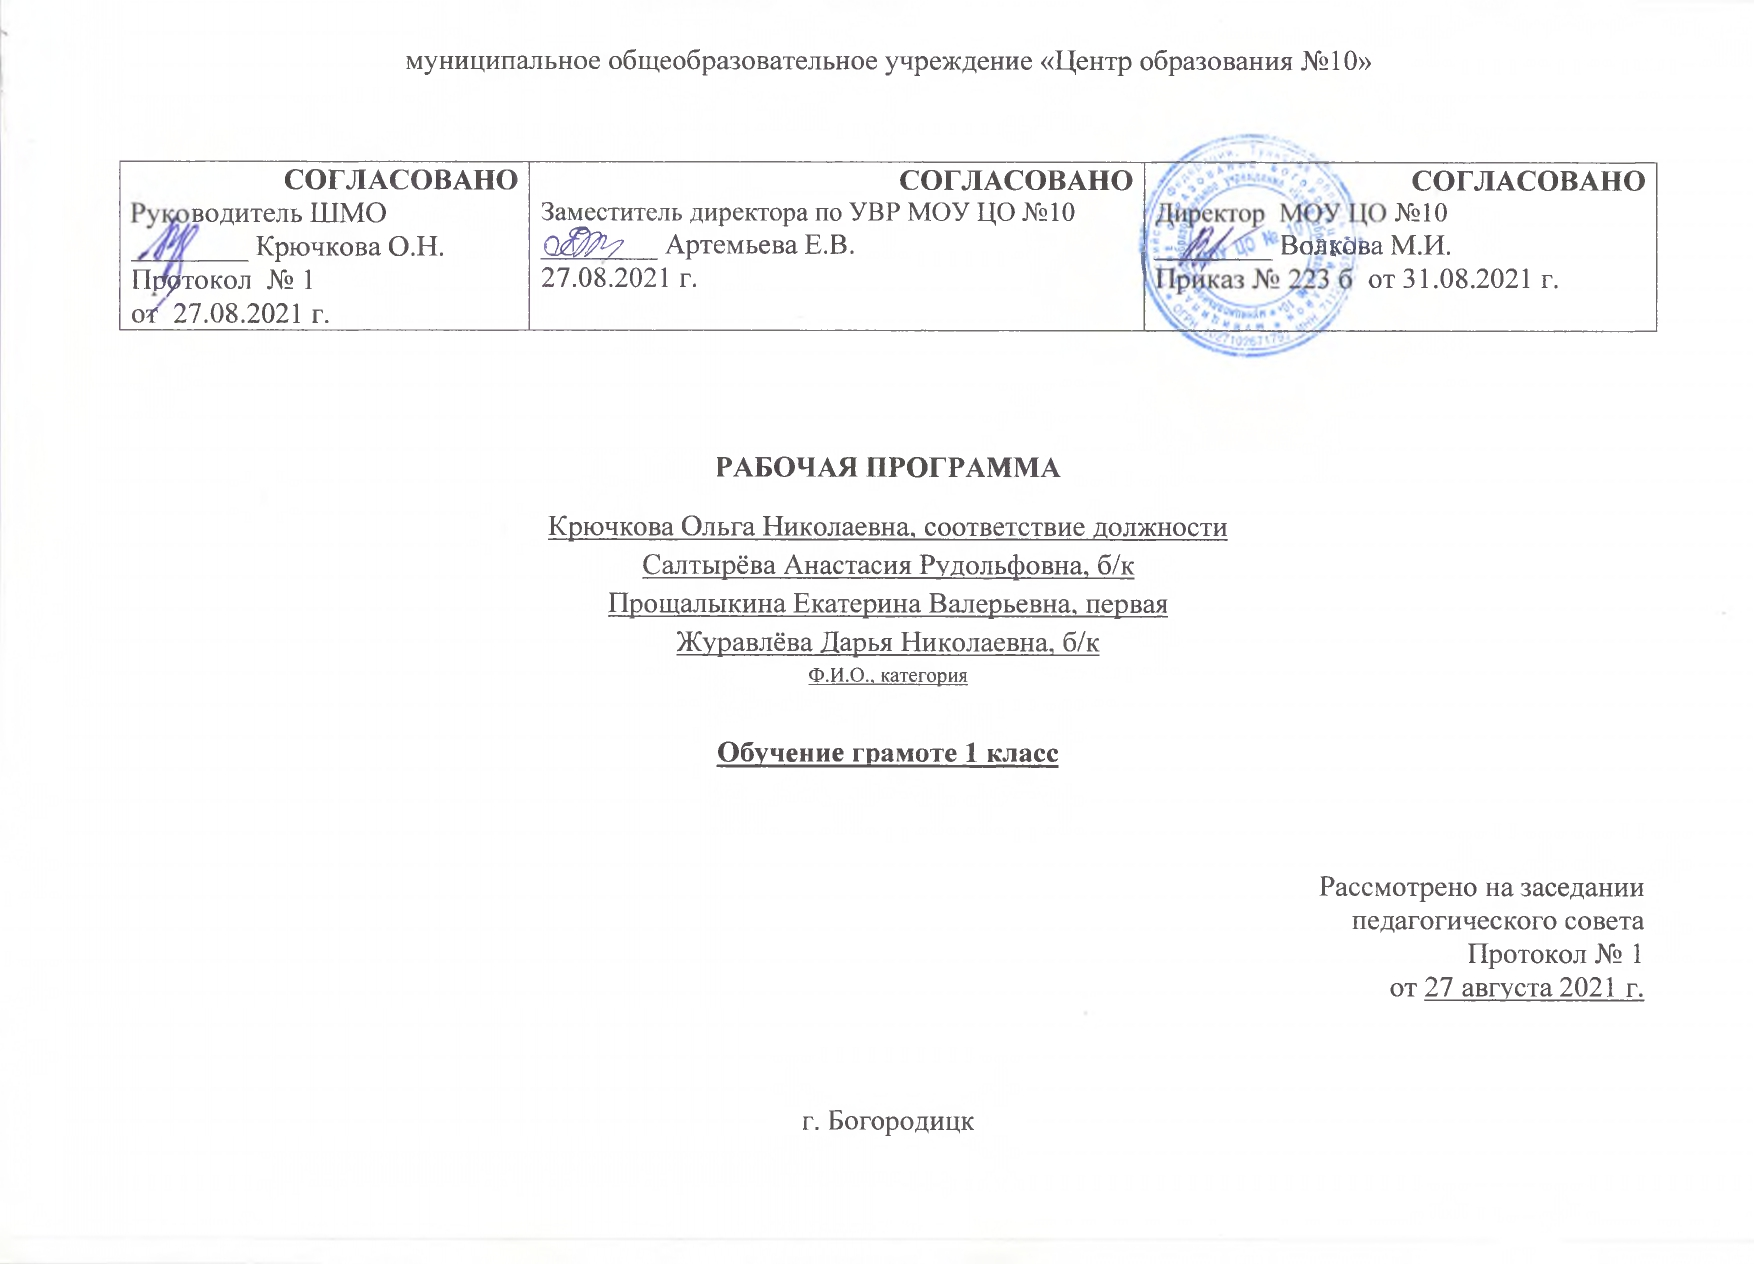 муниципальное общеобразовательное учреждение «Центр образования №10»
СОГЛАСОВАНО
Руководитель ШМО
________ Крючкова О.Н.
Протокол № 1
от 27.08.2021 г.
СОГЛАСОВАНО
Заместитель директора по УВР МОУ ЦО №10
________ Артемьева Е.В.
27.08.2021 г.
СОГЛАСОВАНО
Директор МОУ ЦО №10
________ Волкова М.И.
Приказ № 223 б от 31.08.2021 г.
РАБОЧАЯ ПРОГРАММА
Крючкова Ольга Николаевна, соответствие должности
Салтырёва Анастасия Рудольфовна, б/к
Прощалыкина Екатерина Валерьевна, первая
Журавлёва Дарья Николаевна, б/к
Ф.И.О., категория
Обучение грамоте 1 класс
Рассмотрено на заседании
педагогического совета
Протокол № 1
от 27 августа 2021 г.
г. Богородицк